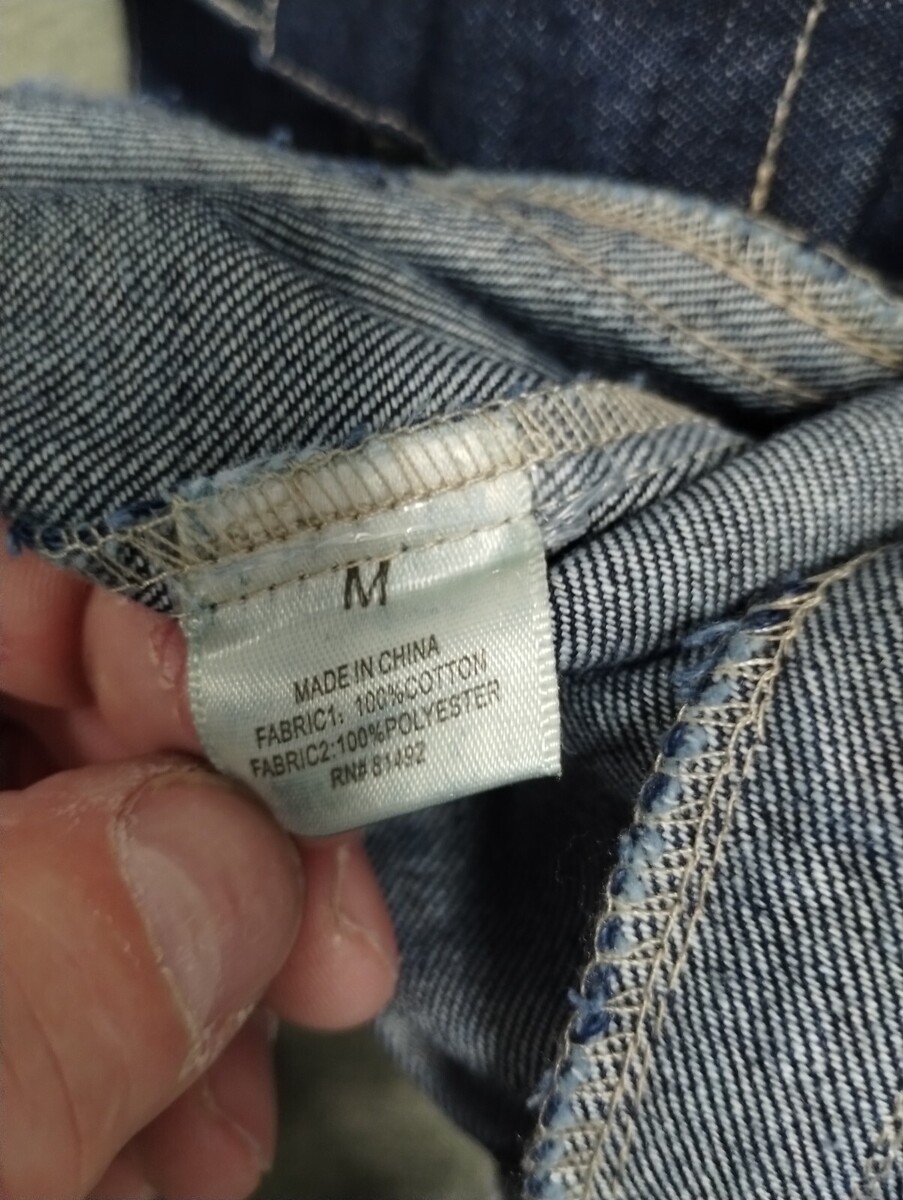 M
MADE IN CHINA
FABRIC1: 100%COTTON
FABRIC2:100%POLYESTER
RN# 81492